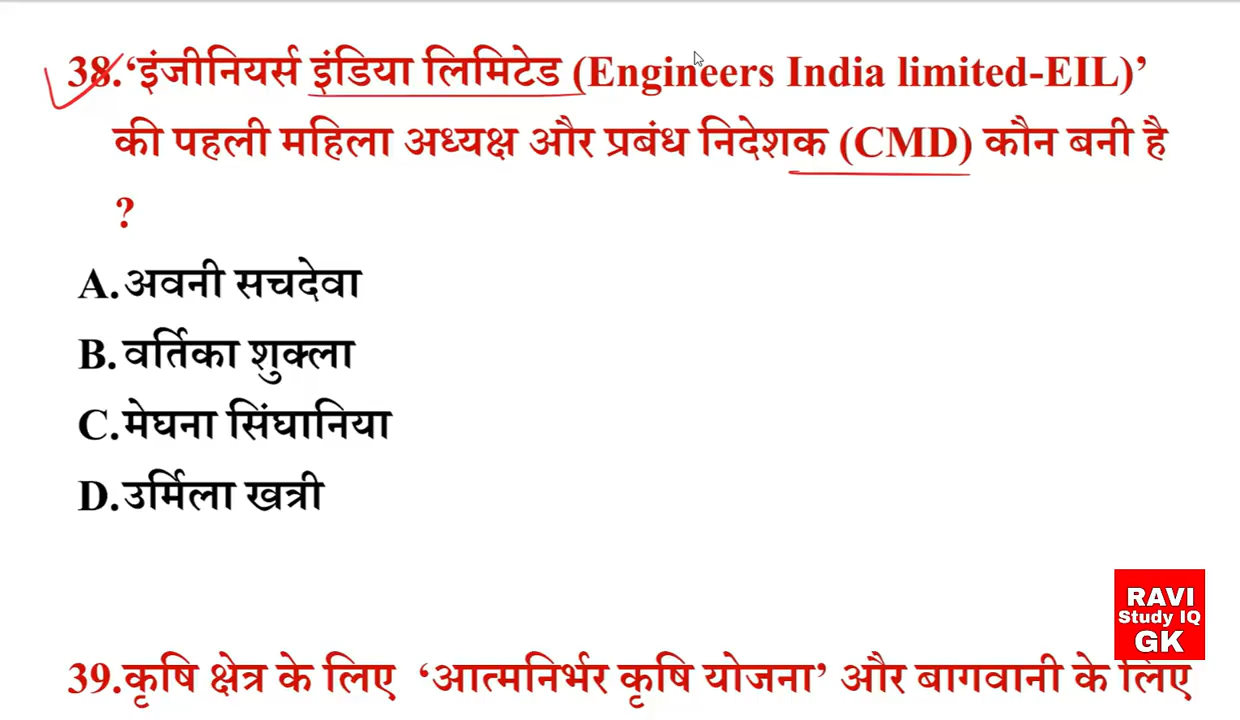 38.‘इंजीनियर्स इंडिया लिमिटेड (Engineers India limited-EIL)’
की पहली महिला अध्यक्ष और प्रबंध निदेशक (CMD) कौन बनी है
?
A.अवनी सचदेवा
B.वर्तिका शुक्ला
C.मेघना सिंघानिया
D.उर्मिला खत्री
RAVI
Study IQ
GK
39.कृषि क्षेत्र के लिए ‘आत्मनिर्भर कृषि योजना’ और बागवानी के लिए